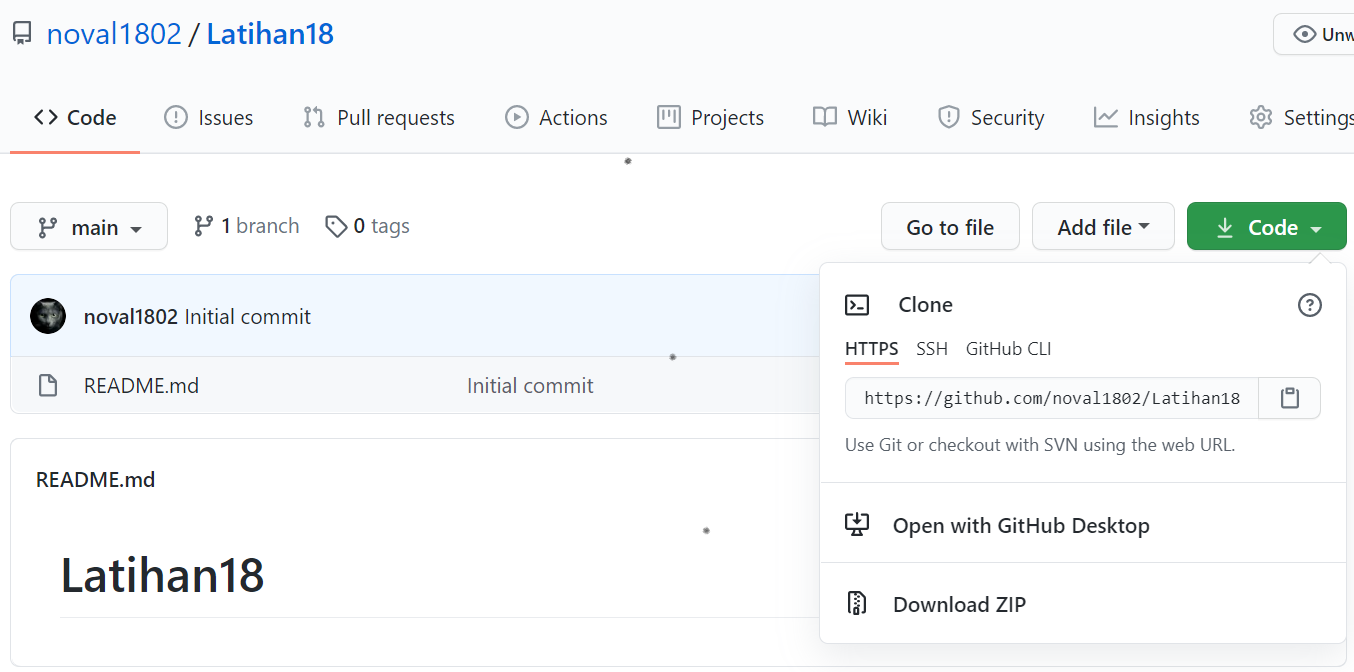 noval1802 / Latihan18
Unw
Code Issues Pull requests Actions Projects Wiki Security Insights Settings
main 1 branch 0 tags Go to file Add file Code
noval1802 Initial commit
README.md Initial commit
README.md
Latihan18
Clone
HTTPS SSH GitHub CLI
https://github.com/noval1802/Latihan18
Use Git or checkout with SVN using the web URL.
Open with GitHub Desktop
Download ZIP